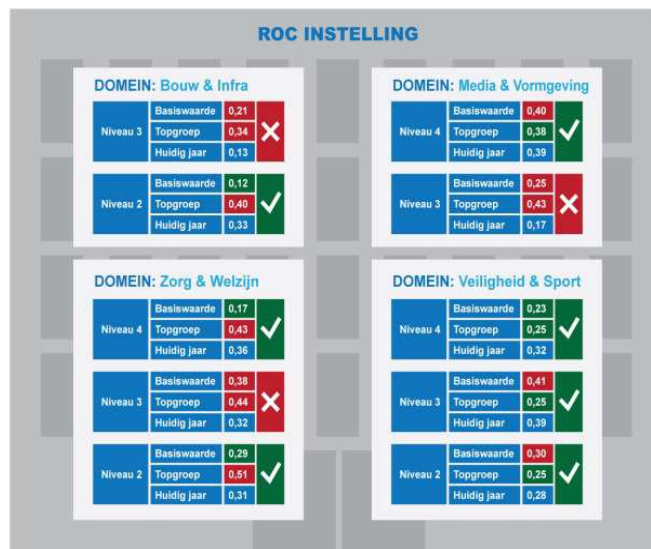 ROC INSTELLING
DOMEIN: Bouw & Infra
Niveau 3
Basiswaarde 0,21
Topgroep 0,34
Huidig jaar 0,13
Niveau 2
Basiswaarde 0,12
Topgroep 0,40
Huidig jaar 0,33
DOMEIN: Media & Vormgeving
Niveau 4
Basiswaarde 0,40
Topgroep 0,38
Huidig jaar 0,39
Niveau 3
Basiswaarde 0,25
Topgroep 0,43
Huidig jaar 0,17
DOMEIN: Zorg & Welzijn
Niveau 4
Basiswaarde 0,17
Topgroep 0,43
Huidig jaar 0,36
Niveau 3
Basiswaarde 0,38
Topgroep 0,44
Huidig jaar 0,32
Niveau 2
Basiswaarde 0,29
Topgroep 0,51
Huidig jaar 0,31
DOMEIN: Veiligheid & Sport
Niveau 4
Basiswaarde 0,23
Topgroep 0,25
Huidig jaar 0,32
Niveau 3
Basiswaarde 0,41
Topgroep 0,25
Huidig jaar 0,39
Niveau 2
Basiswaarde 0,30
Topgroep 0,25
Huidig jaar 0,28